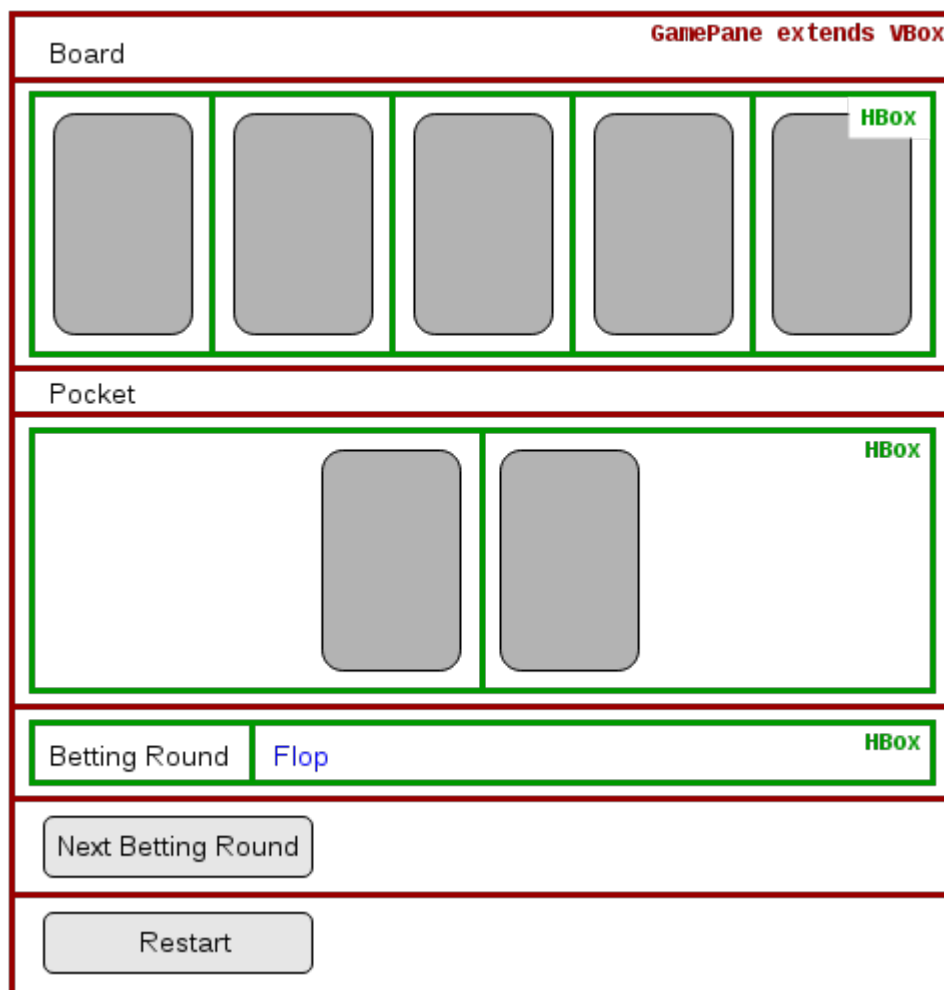 GamePane extends VBox
Board
HBox
Pocket
HBox
Betting Round Flop HBox
Next Betting Round
Restart